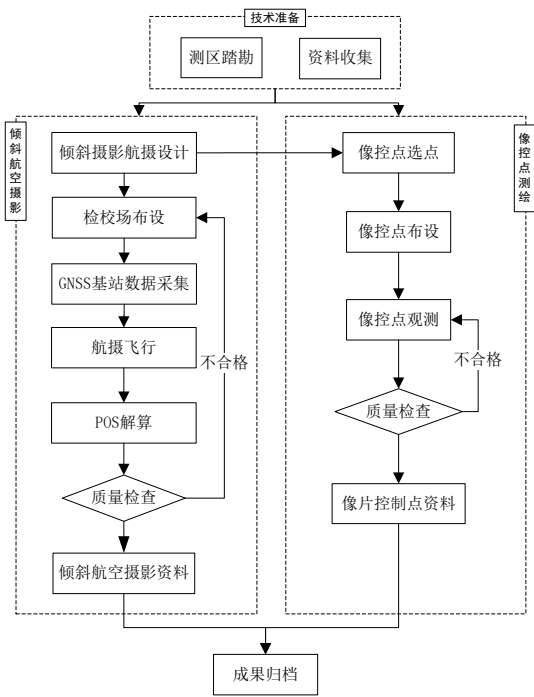 技术准备
测区踏勘
资料收集
倾斜航空摄影
倾斜摄影航摄设计
检校场布设
GNSS基站数据采集
航摄飞行
不合格
POS解算
质量检查
倾斜航空摄影资料
像控点测绘
像控点选点
像控点布设
像控点观测
不合格
质量检查
像片控制点资料
成果归档